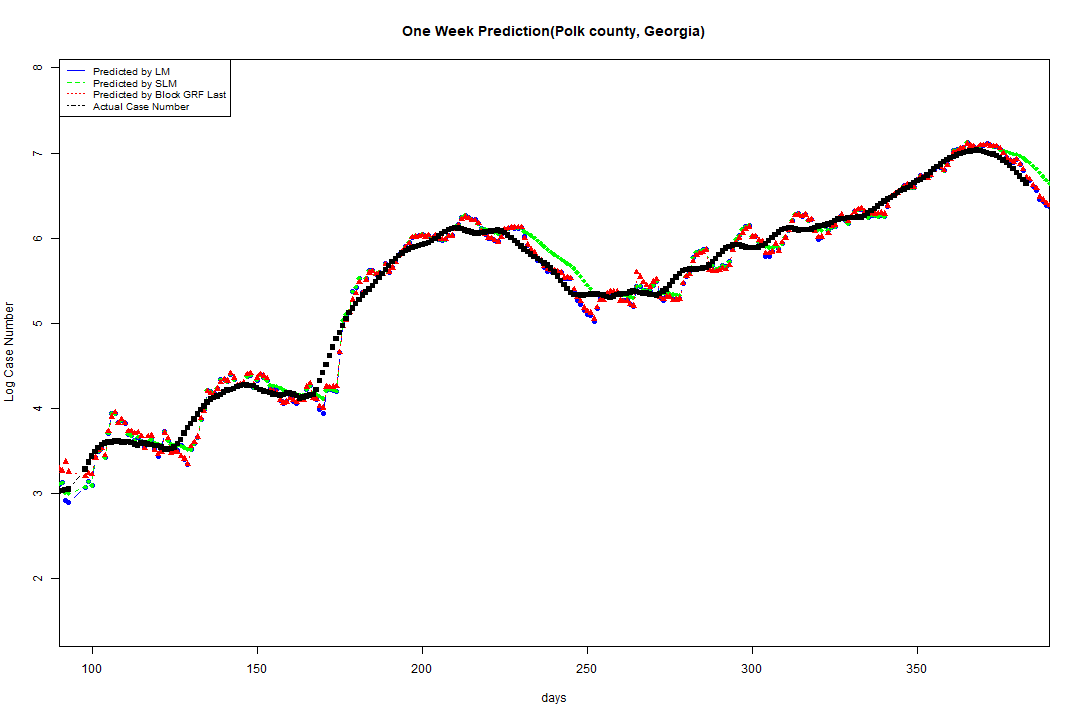 One Week Prediction(Polk county, Georgia)
Predicted by LM
Predicted by SLM
Predicted by Block GRF Last
Actual Case Number
8
7
6
5
4
3
2
Log Case Number
100 150 200 250 300 350
days